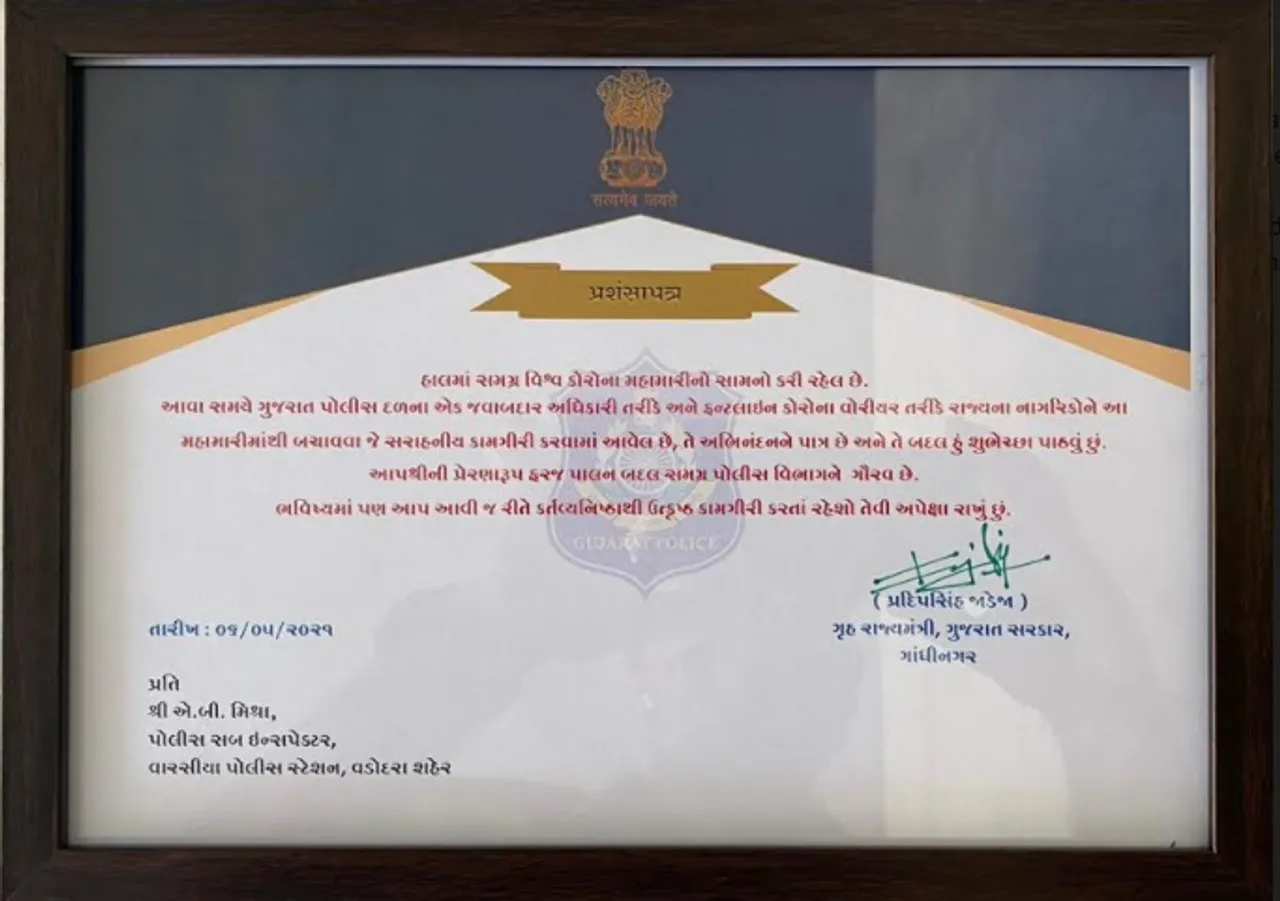 सत्यमेव जयते
પ્રશંસાપત્ર
હાલમાં સમગ્ર વિશ્વ કોરોના મહામારીનો સામનો કરી રહેલ છે.
આવા સમયે ગુજરાત પોલીસ દળના એક જવાબદાર અધિકારી તરીકે અને ફ્રન્ટલાઇન કોરોના વોરીયર તરીકે રાજ્યના નાગરિકોને આ
મહામારીમાંથી બચાવવા જે સરાહનીય કામગીરી કરવામાં આવેલ છે, તે અભિનંદનને પાત્ર છે અને તે બદલ હું શુભેચ્છા પાઠવું છું.
આપશ્રીની પ્રેરણારૂપ ફરજ પાલન બદલ સમગ્ર પોલીસ વિભાગને ગૌરવ છે.
ભવિષ્યમાં પણ આપ આવી જ રીતે કર્તવ્યનિષ્ઠાથી ઉત્કૃષ્ઠ કામગીરી કરતાં રહેશો તેવી અપેક્ષા રાખું છું.
GUJARAT POLICE
( પ્રદિપસિંહ જાડેજા )
ગૃહ રાજ્યમંત્રી, ગુજરાત સરકાર,
ગાંધીનગર
તારીખ : ૦૬/૦૫/૨૦૨૧
પ્રતિ
શ્રી એ.બી. મિશ્રા,
પોલીસ સબ ઇન્સપેક્ટર,
વારસીયા પોલીસ સ્ટેશન, વડોદરા શહેર